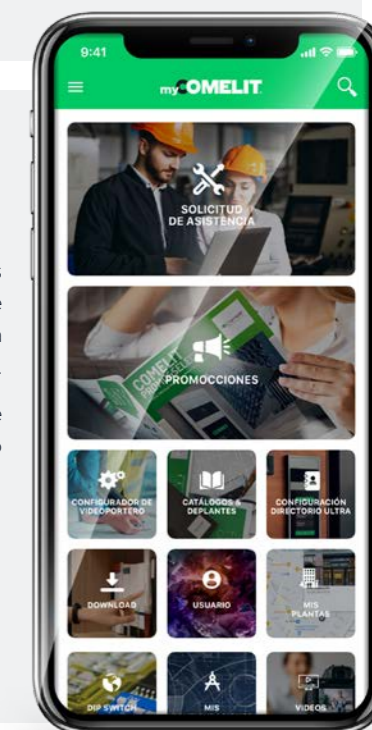 9:41
myCOMELIT
SOLICITUD
DE ASISTENCIA
COMELIT
PROMOCCIONES
CONFIGURADOR DE
VIDEOPORTERO
CATÁLOGOS &
DEPLANTES
CONFIGURACIÓN
DIRECTORIO ULTRA
DOWNLOAD
USUARIO
MIS
PLANTAS
DIP SWITCH
MIS
VIDEOS